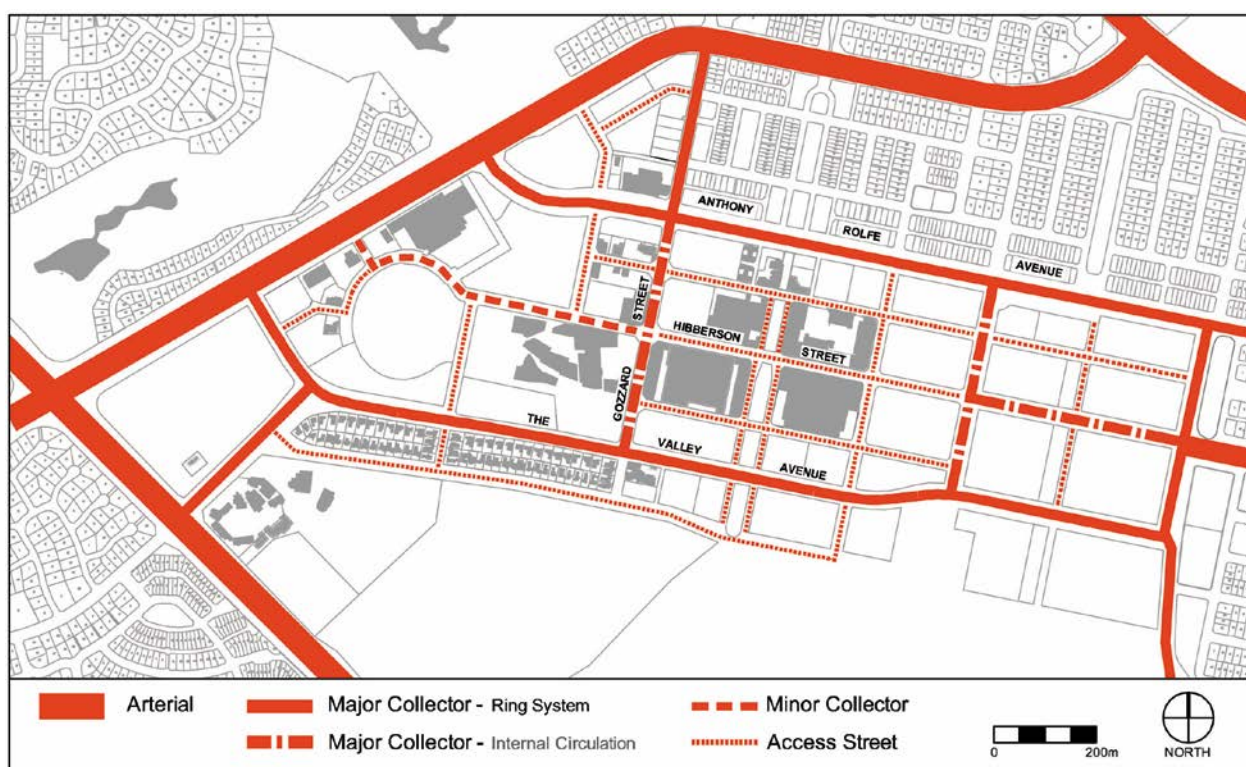 ANTHONY
ROLFE
AVENUE
STREET
HIBBERSON
STREET
GOZZARD
THE
VALLEY
AVENUE
Arterial
Major Collector - Ring System
Minor Collector
Major Collector - Internal Circulation
Access Street
0 200m
NORTH